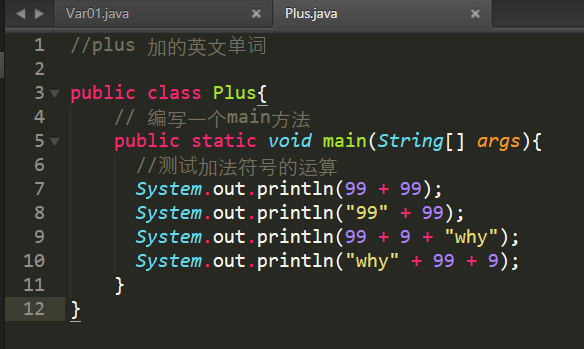 Var01.java × Plus.java ×
1 //plus 加的英文单词
2
3 public class Plus{
4 // 编写一个main方法
5 public static void main(String[] args){
6 //测试加法符号的运算
7 System.out.println(99 + 99);
8 System.out.println("99" + 99);
9 System.out.println(99 + 9 + "why");
10 System.out.println("why" + 99 + 9);
11 }
12 }